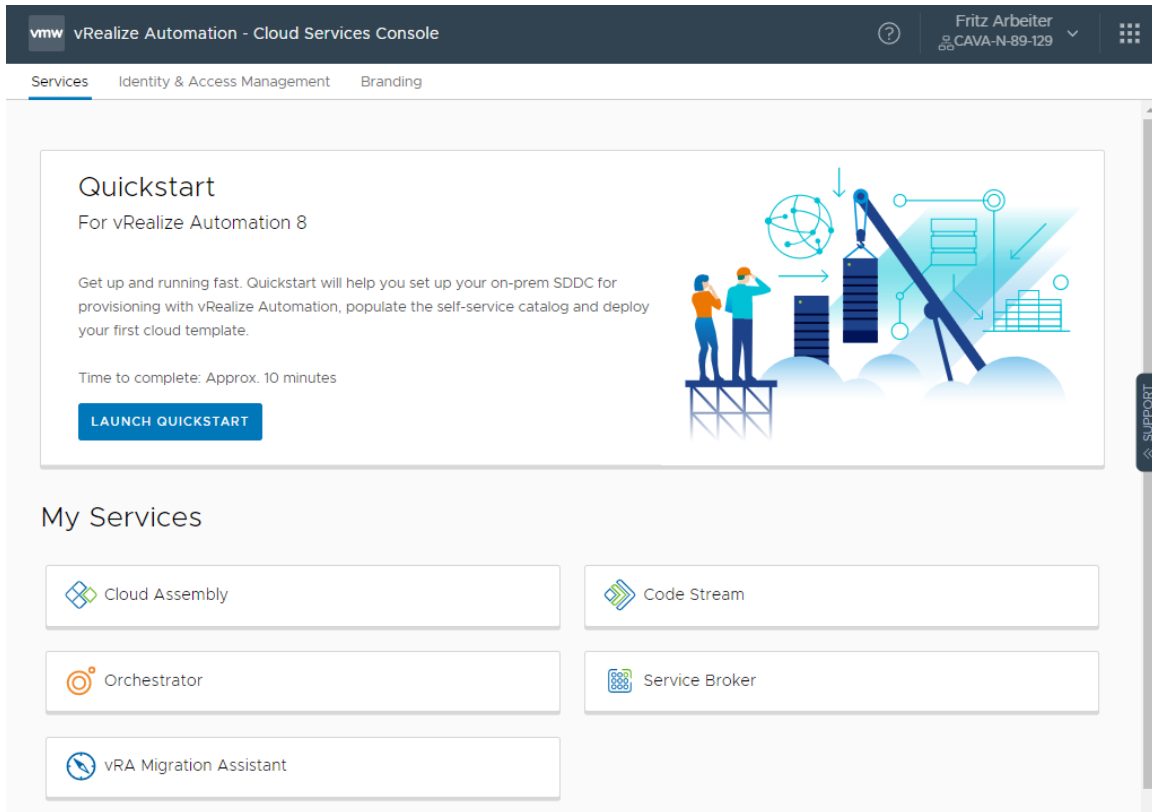 vmw vRealize Automation - Cloud Services Console
Fritz Arbeiter
CAVA-N-89-129
Services Identity & Access Management Branding
Quickstart
For vRealize Automation 8
Get up and running fast. Quickstart will help you set up your on-prem SDDC for
provisioning with vRealize Automation, populate the self-service catalog and deploy
your first cloud template.
Time to complete: Approx. 10 minutes
LAUNCH QUICKSTART
SUPPORT
My Services
Cloud Assembly
Code Stream
Orchestrator
Service Broker
vRA Migration Assistant